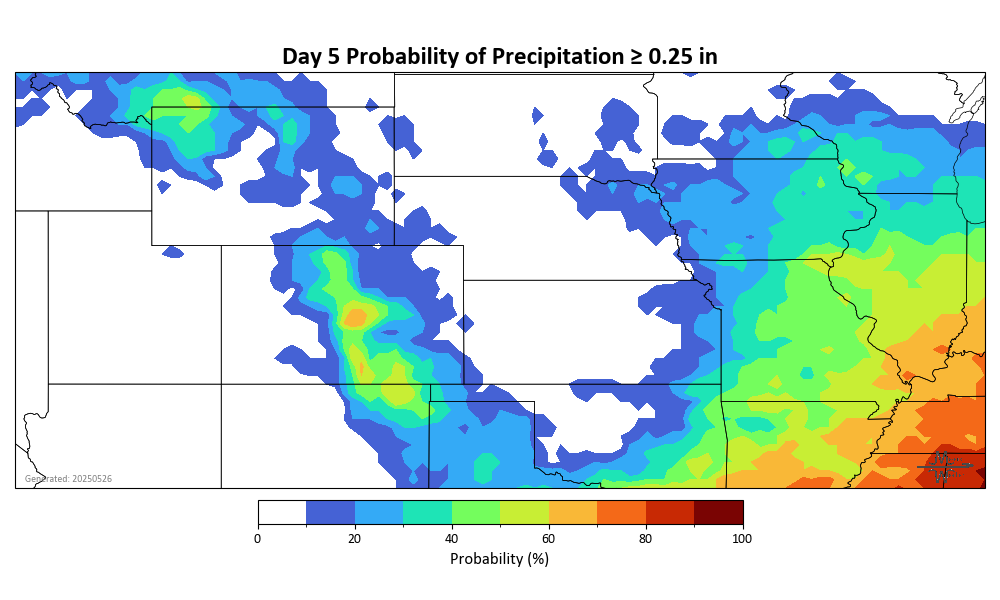 Day 5 Probability of Precipitation ≥ 0.25 in
Generated: 20250526
0 20 40 60 80 100
Probability (%)